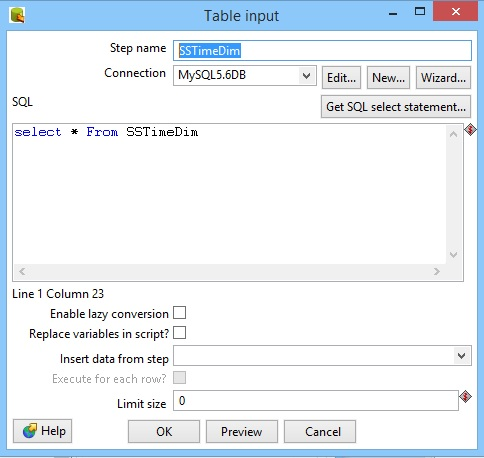 Table input
Step name SSTimeDim
Connection MySQL5.6DB Edit... New... Wizard...
SQL Get SQL select statement...
select * From SSTimeDim
Line 1 Column 23
Enable lazy conversion
Replace variables in script?
Insert data from step
Execute for each row?
Limit size 0
Help OK Preview Cancel